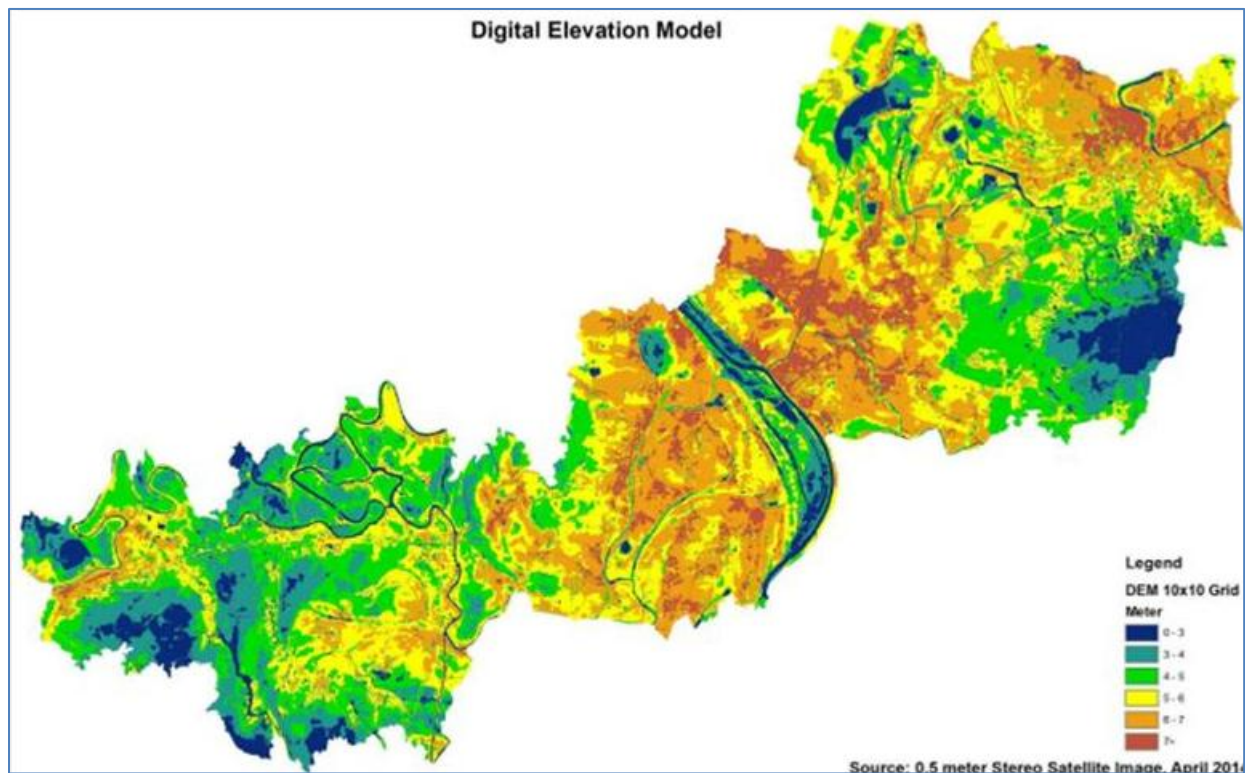 Digital Elevation Model
Legend
DEM 10x10 Grid
Meter
0 - 3
3 - 4
4 - 5
5 - 6
6 - 7
7+
Source: 0.5 meter Stereo Satellite Image, April 2014